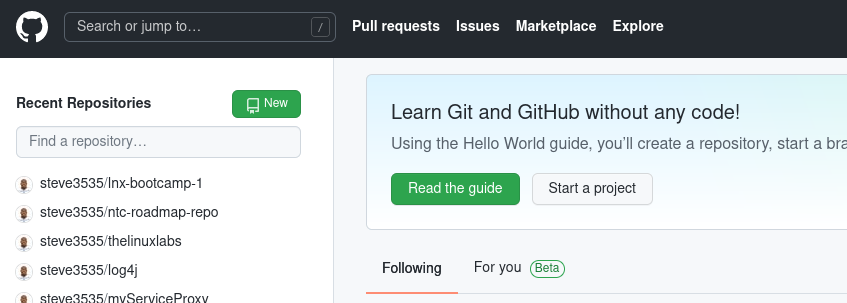 Search or jump to… /
Pull requests Issues Marketplace Explore
Recent Repositories
New
Find a repository…
steve3535/lnx-bootcamp-1
steve3535/ntc-roadmap-repo
steve3535/thelinuxlabs
steve3535/log4j
steve3535/myServiceProxy
Learn Git and GitHub without any code!
Using the Hello World guide, you’ll create a repository, start a bra
Read the guide
Start a project
Following
For you Beta